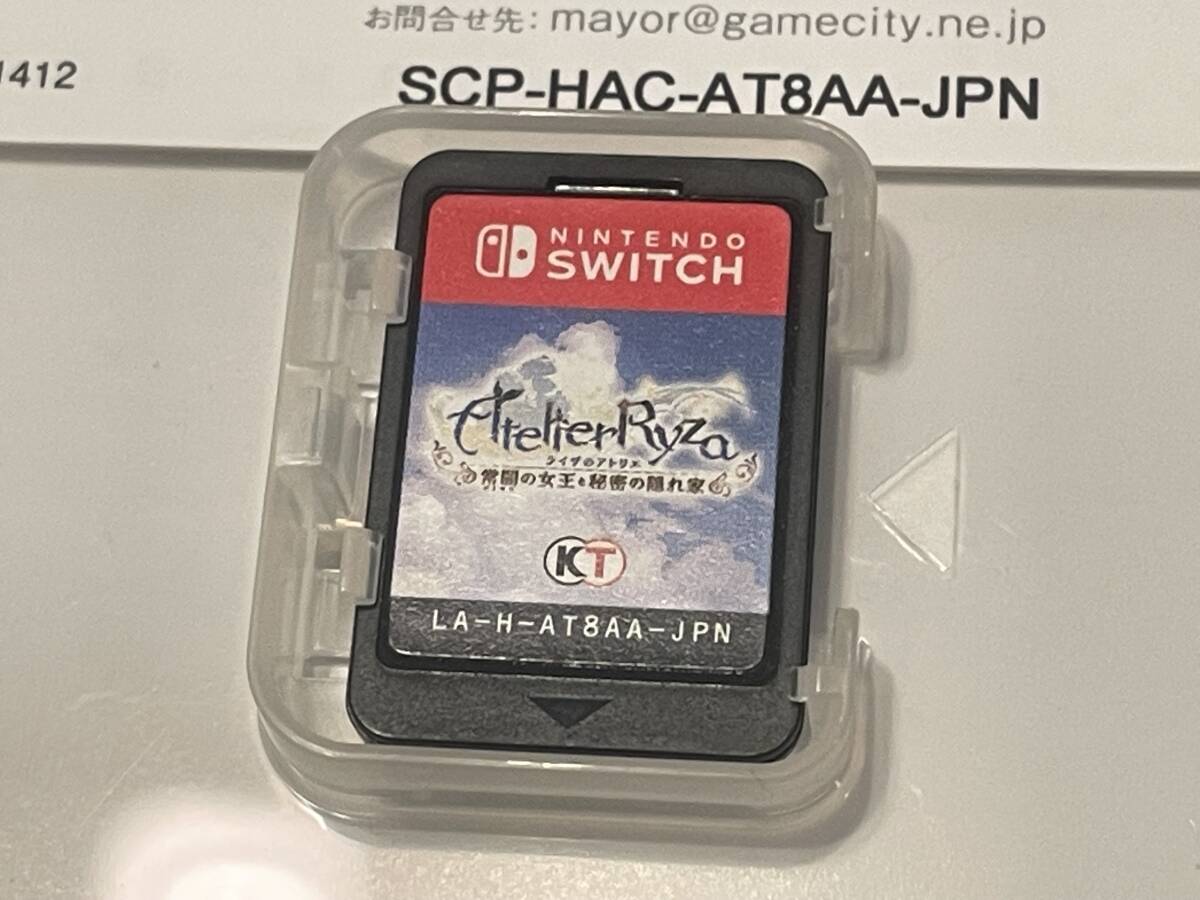 お問合せ先: mayor@gamecity.ne.jp
1412
SCP-HAC-AT8AA-JPN
NINTENDO
SWITCH
Atelier Ryza
ライザのアトリエ
常闇の女王と秘密の隠れ家
KT
LA-H-AT8AA-JPN